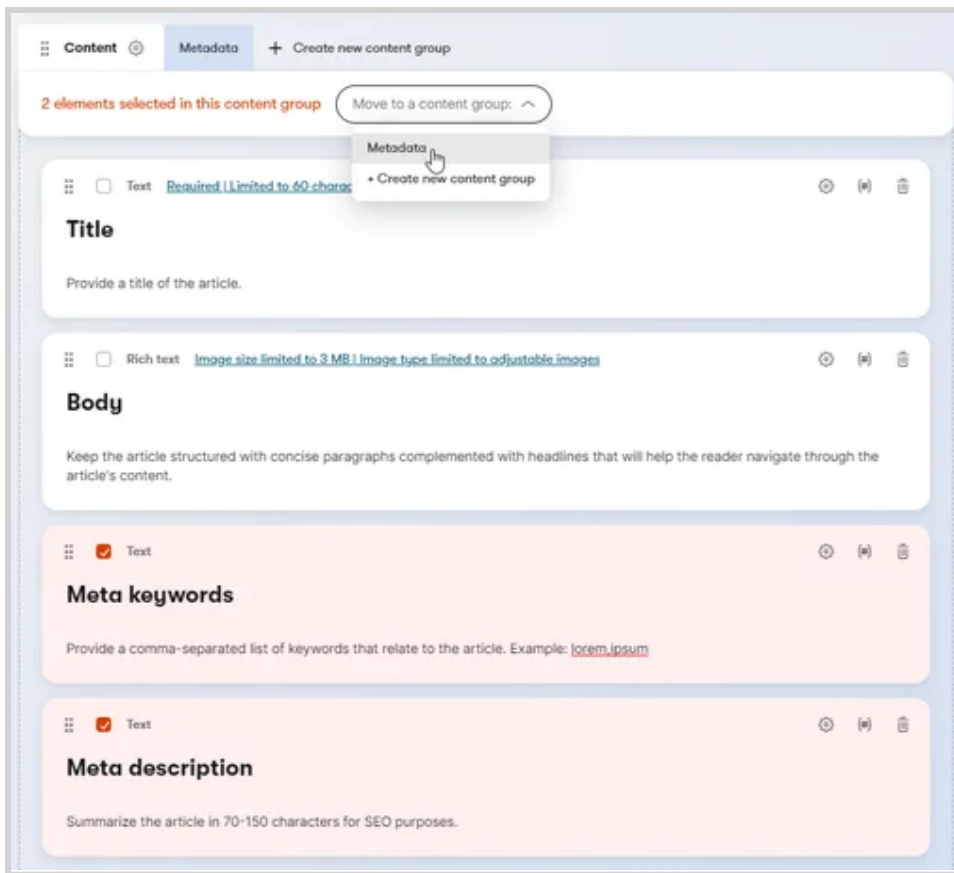 Content Metadata + Create new content group
2 elements selected in this content group Move to a content group:
Metadata
+ Create new content group
Text Required | Limited to 60 charac
Title
Provide a title of the article.
Rich text Image size limited to 3 MB | Image type limited to adjustable images
Body
Keep the article structured with concise paragraphs complemented with headlines that will help the reader navigate through the
article's content.
Text
Meta keywords
Provide a comma-separated list of keywords that relate to the article. Example: lorem,ipsum
Text
Meta description
Summarize the article in 70-150 characters for SEO purposes.